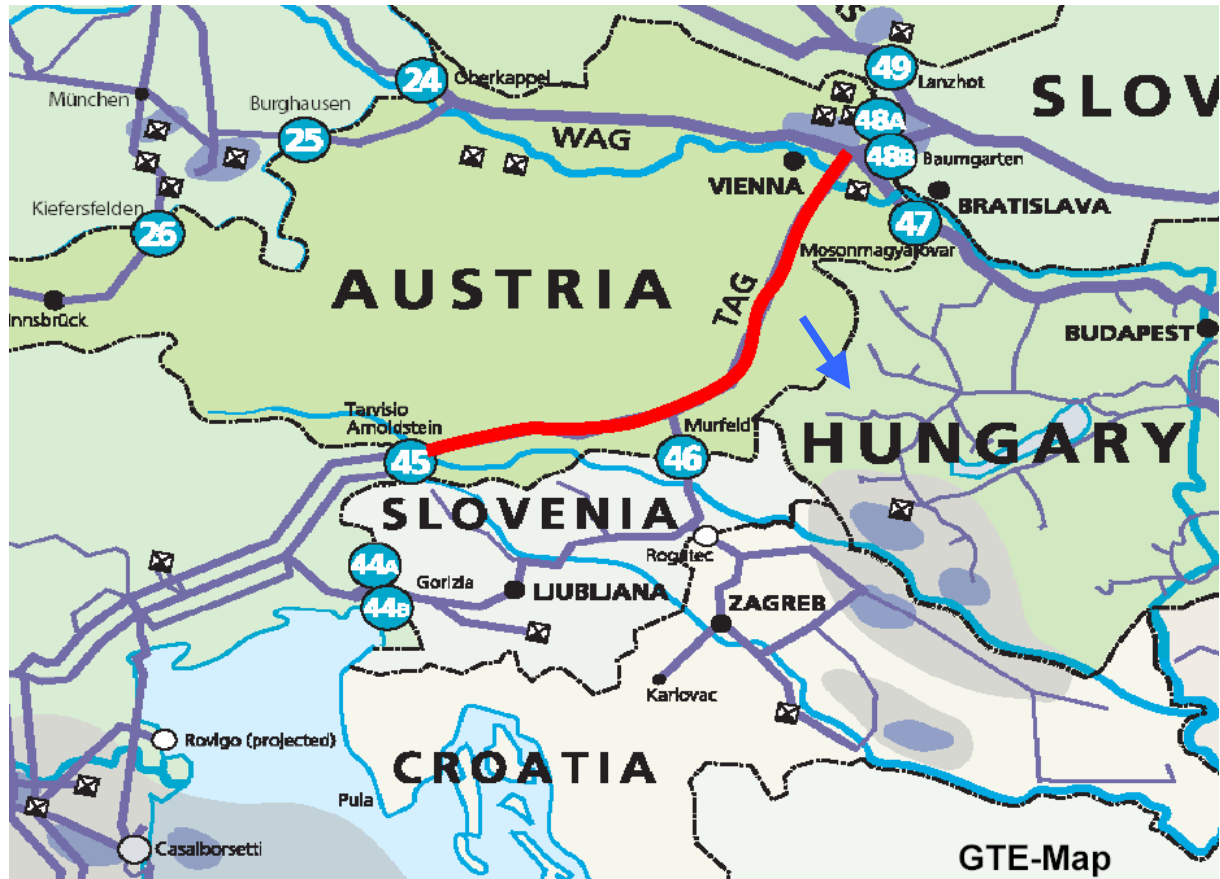 S
24
Oberkappel
49
Lanzhot
SLOV
München
Burghausen
25
WAG
48A
48B
Baumgarten
VIENNA
BRATISLAVA
Kiefersfelden
26
47
Mosonmagyaróvar
AUSTRIA
TAG
Innsbrück
BUDAPEST
Tarvisio
Arnoldstein
Murfeld
HUNGARY
45
46
SLOVENIA
Rogatec
44A
Gorizia
LJUBLJANA
44B
ZAGREB
Karlovac
Rovigo (projected)
CROATIA
Pula
Casalborsetti
GTE-Map